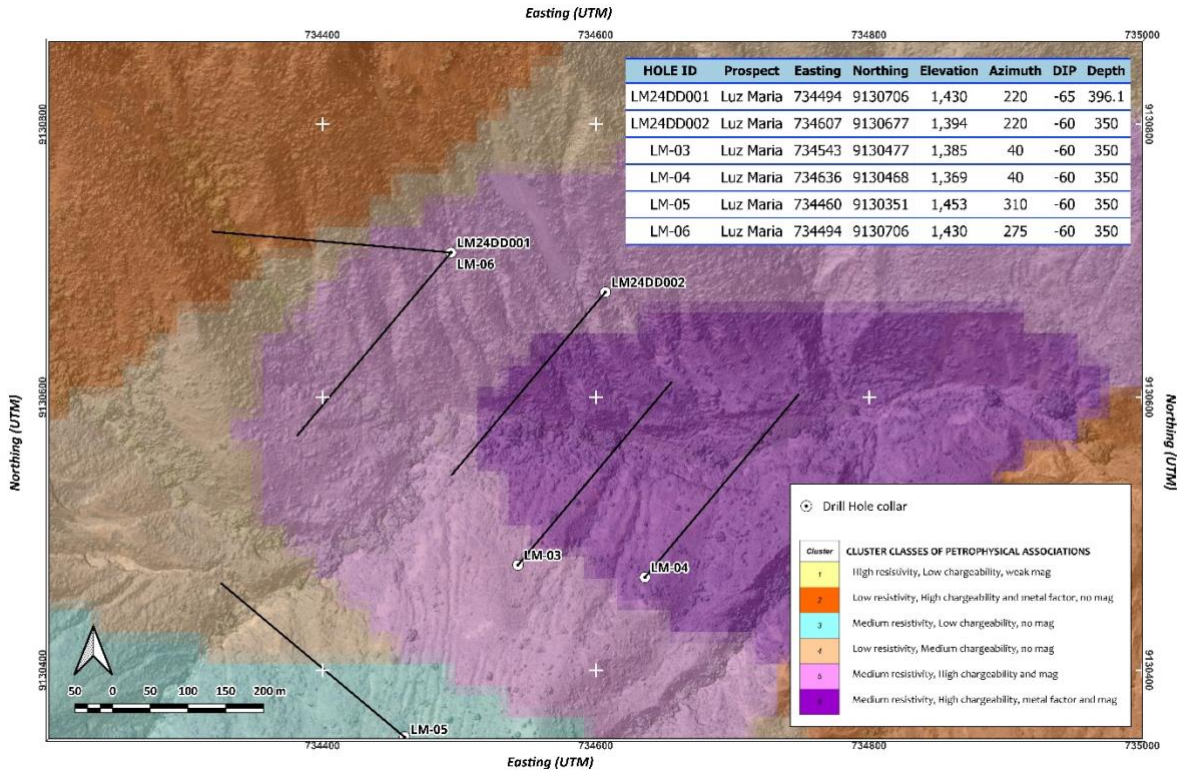 Easting (UTM)
734400 734600 734800 735000
HOLE ID Prospect Easting Northing Elevation Azimuth DIP Depth
LM24DD001 Luz Maria 734494 9130706 1,430 220 -65 396.1
LM24DD002 Luz Maria 734607 9130677 1,394 220 -60 350
LM-03 Luz Maria 734543 9130477 1,385 40 -60 350
LM-04 Luz Maria 734636 9130468 1,369 40 -60 350
LM-05 Luz Maria 734460 9130351 1,453 310 -60 350
LM-06 Luz Maria 734494 9130706 1,430 275 -60 350
9130800
9130800
LM24DD001
LM-06
LM24DD002
9130600
9130600
Northing (UTM)
Northing (UTM)
LM-03
LM-04
LM-05
9130400
9130400
Drill Hole collar
Cluster CLUSTER CLASSES OF PETROPHYSICAL ASSOCIATIONS
1 High resistivity, Low chargeability, weak mag
2 Low resistivity, High chargeability and metal factor, no mag
3 Medium resistivity, Low chargeability, no mag
4 Low resistivity, Medium chargeability, no mag
5 Medium resistivity, High chargeability and mag
Medium resistivity, High chargeability, metal factor and mag
50 0 50 100 150 200 m
734400 734600 734800 735000
Easting (UTM)